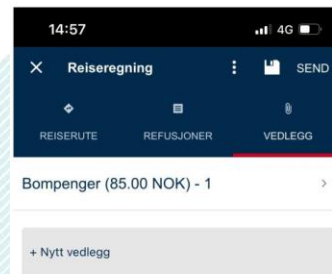 14:57
4G
Reiseregning
SEND
REISERUTE
REFUSJONER
VEDLEGG
Bompenger (85.00 NOK) - 1
+ Nytt vedlegg